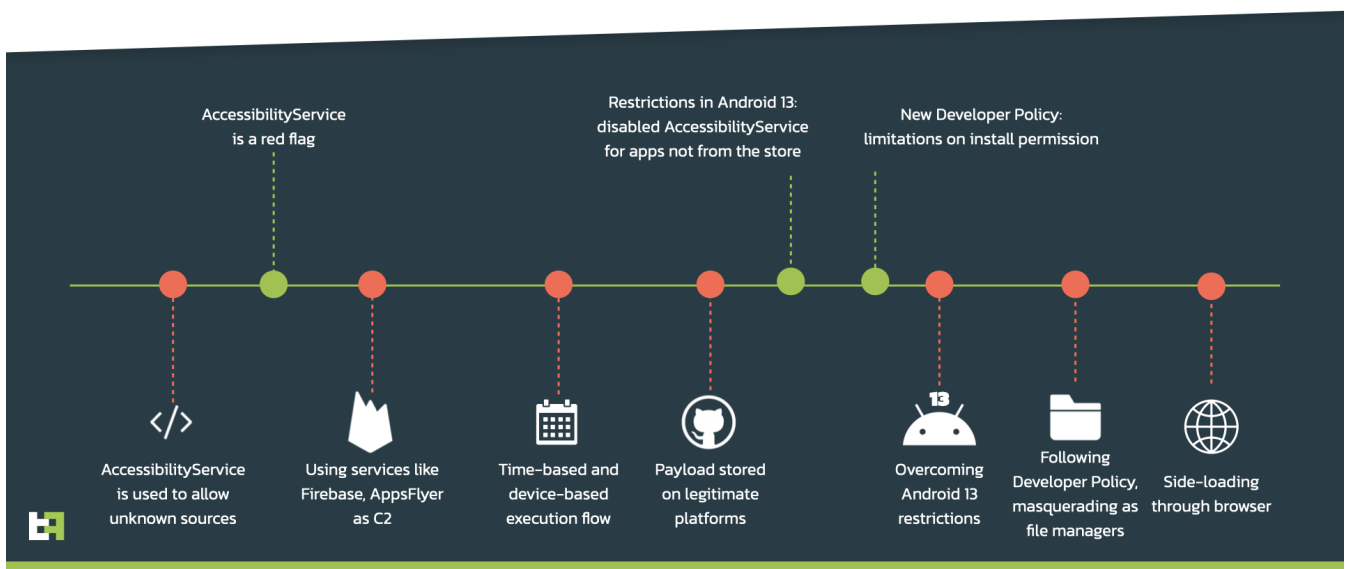 AccessibilityService
is a red flag
Restrictions in Android 13:
disabled AccessibilityService
for apps not from the store
New Developer Policy:
limitations on install permission
</>
AccessibilityService
is used to allow
unknown sources
Using services like
Firebase, AppsFlyer
as C2
Time-based and
device-based
execution flow
Payload stored
on legitimate
platforms
13
Overcoming
Android 13
restrictions
Following
Developer Policy,
masquerading as
file managers
Side-loading
through browser